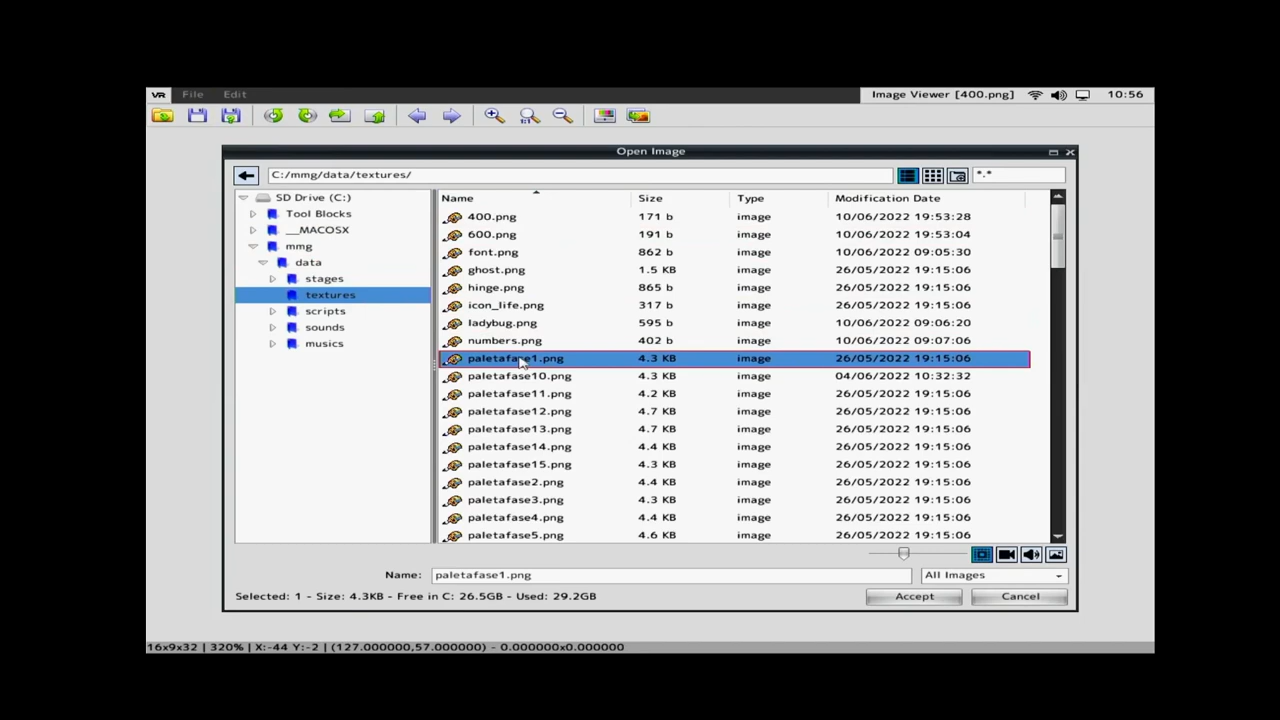 VR File Edit Image Viewer [400.png] 10:56
1:1
Open Image
C:/mmg/data/textures/ *.*
SD Drive (C:)
Tool Blocks
__MACOSX
mmg
data
stages
textures
scripts
sounds
musics
Name Size Type Modification Date
400.png 171 b image 10/06/2022 19:53:28
600.png 191 b image 10/06/2022 19:53:04
font.png 862 b image 10/06/2022 09:05:30
ghost.png 1.5 KB image 26/05/2022 19:15:06
hinge.png 865 b image 26/05/2022 19:15:06
icon_life.png 317 b image 26/05/2022 19:15:06
ladybug.png 595 b image 10/06/2022 09:06:20
numbers.png 402 b image 10/06/2022 09:07:06
paletafase1.png 4.3 KB image 26/05/2022 19:15:06
paletafase10.png 4.3 KB image 04/06/2022 10:32:32
paletafase11.png 4.2 KB image 26/05/2022 19:15:06
paletafase12.png 4.7 KB image 26/05/2022 19:15:06
paletafase13.png 4.7 KB image 26/05/2022 19:15:06
paletafase14.png 4.4 KB image 26/05/2022 19:15:06
paletafase15.png 4.3 KB image 26/05/2022 19:15:06
paletafase2.png 4.4 KB image 26/05/2022 19:15:06
paletafase3.png 4.3 KB image 26/05/2022 19:15:06
paletafase4.png 4.4 KB image 26/05/2022 19:15:06
paletafase5.png 4.6 KB image 26/05/2022 19:15:06
Name: paletafase1.png All Images
Selected: 1 - Size: 4.3KB - Free in C: 26.5GB - Used: 29.2GB Accept Cancel
16x9x32 | 320% | X:-44 Y:-2 | (127.000000,57.000000) - 0.000000x0.000000